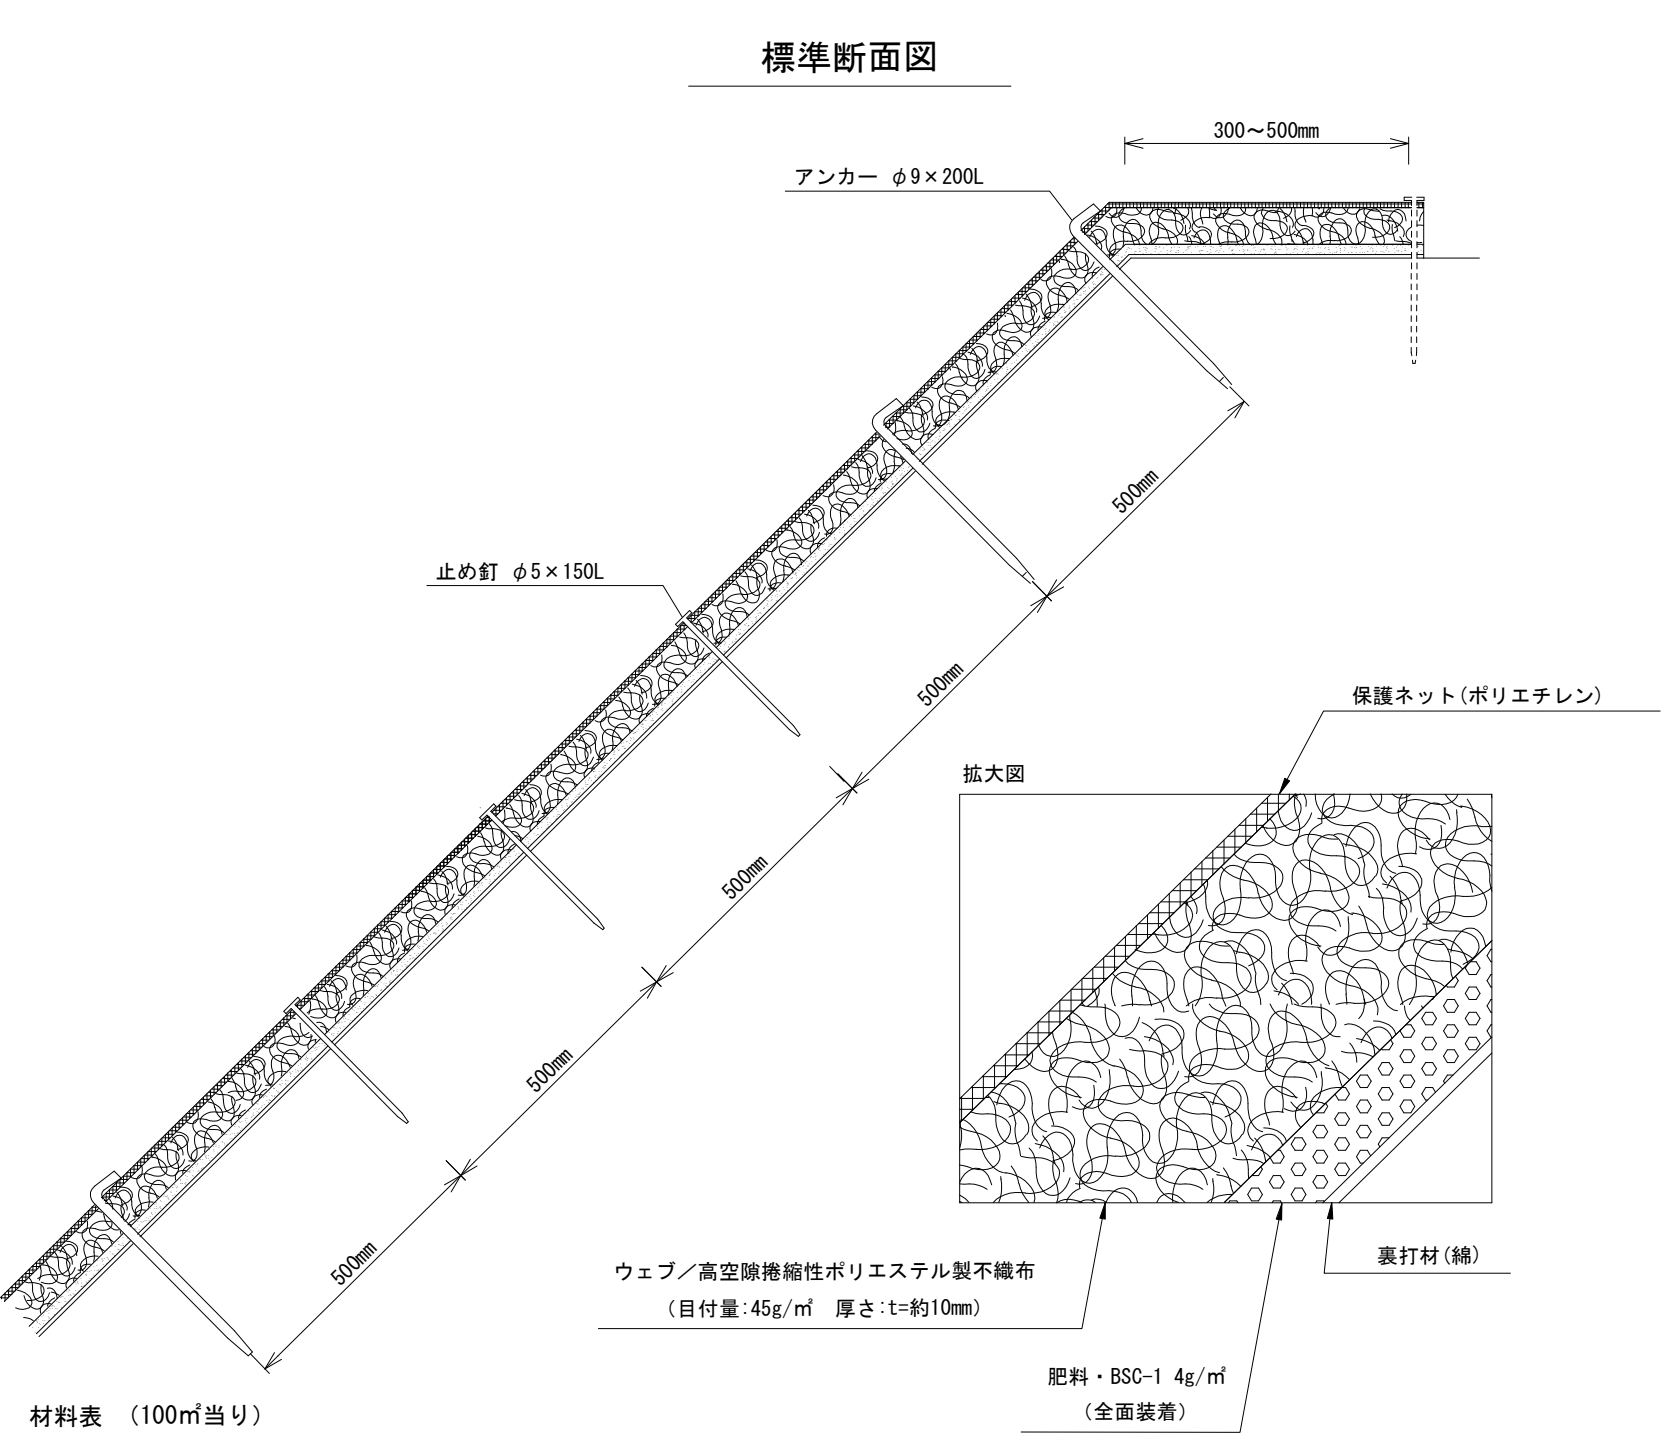 標準断面図
300～500mm
アンカー φ9×200L
500mm
止め釘 φ5×150L
500mm
保護ネット(ポリエチレン)
拡大図
500mm
500mm
500mm
ウェブ／高空隙捲縮性ポリエステル製不織布
(目付量:45g/㎡ 厚さ:t=約10mm)
裏打材(綿)
肥料・BSC-1 4g/㎡
(全面装着)
材料表 (100㎡当り)